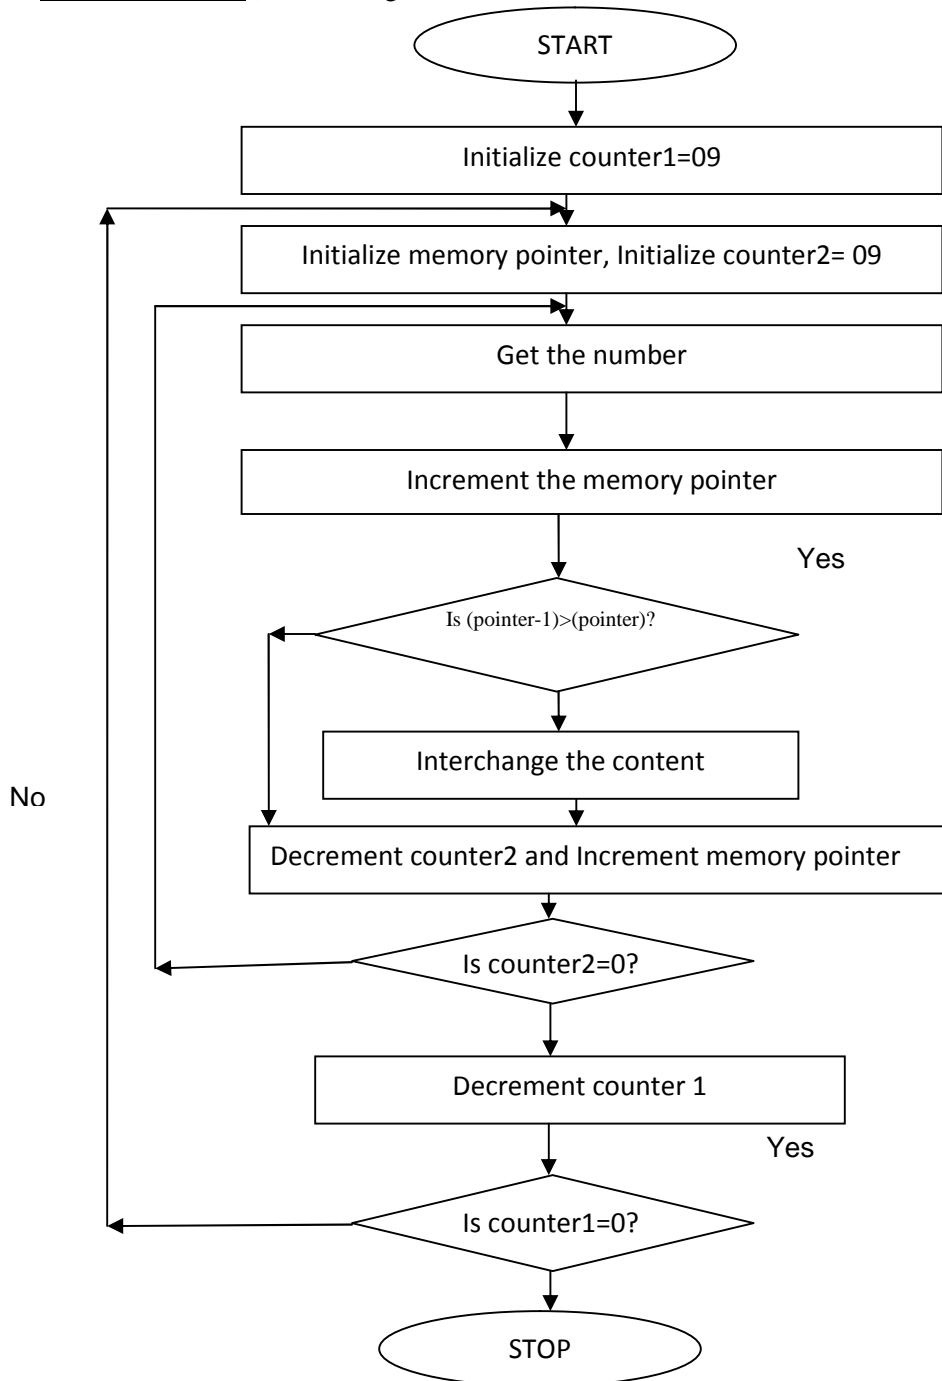 START
Initialize counter1=09
Initialize memory pointer, Initialize counter2= 09
Get the number
Increment the memory pointer
Yes
Is (pointer-1)>(pointer)?
Interchange the content
No
Decrement counter2 and Increment memory pointer
Is counter2=0?
Decrement counter 1
Yes
Is counter1=0?
STOP